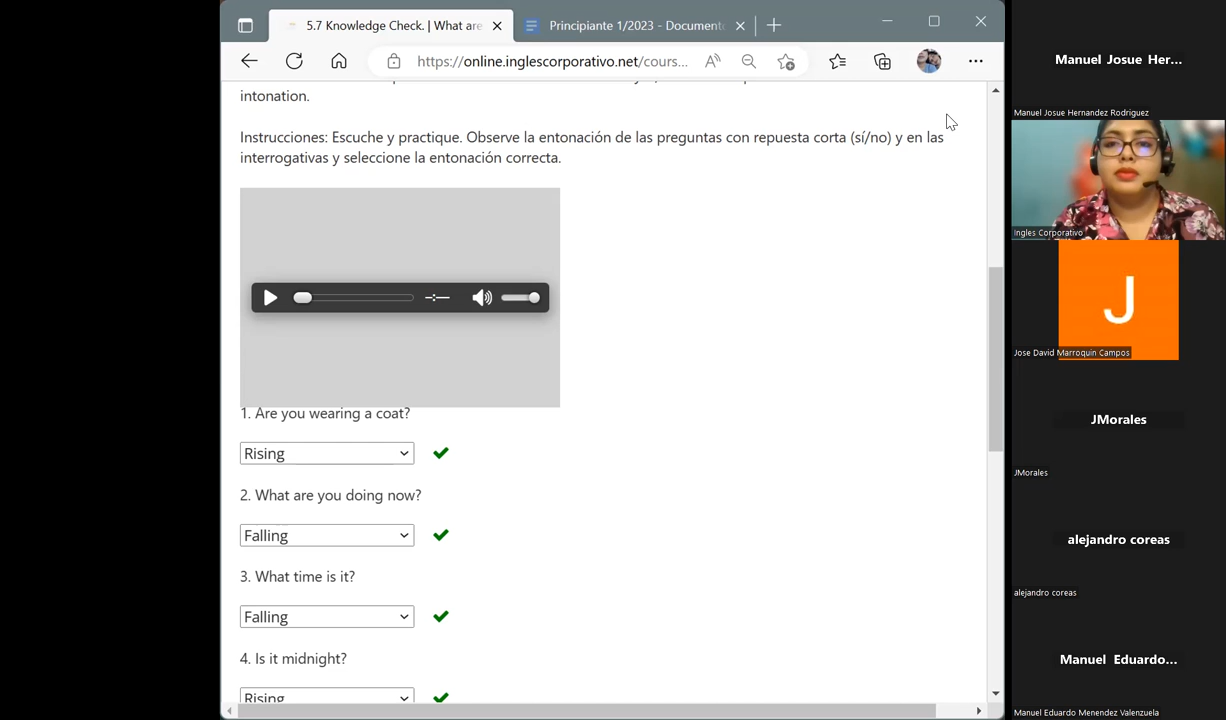 5.7 Knowledge Check. | What are
Principiante 1/2023 - Document
https://online.inglescorporativo.net/cours...
intonation.
Instrucciones: Escuche y practique. Observe la entonación de las preguntas con repuesta corta (sí/no) y en las
interrogativas y seleccione la entonación correcta.
1. Are you wearing a coat?
Rising
2. What are you doing now?
Falling
3. What time is it?
Falling
4. Is it midnight?
Rising
Manuel Josue Her...
Manuel Josue Hernandez Rodriguez
Ingles Corporativo
J
Jose David Marroquin Campos
JMorales
JMorales
alejandro coreas
alejandro coreas
Manuel Eduardo...
Manuel Eduardo Menendez Valenzuela